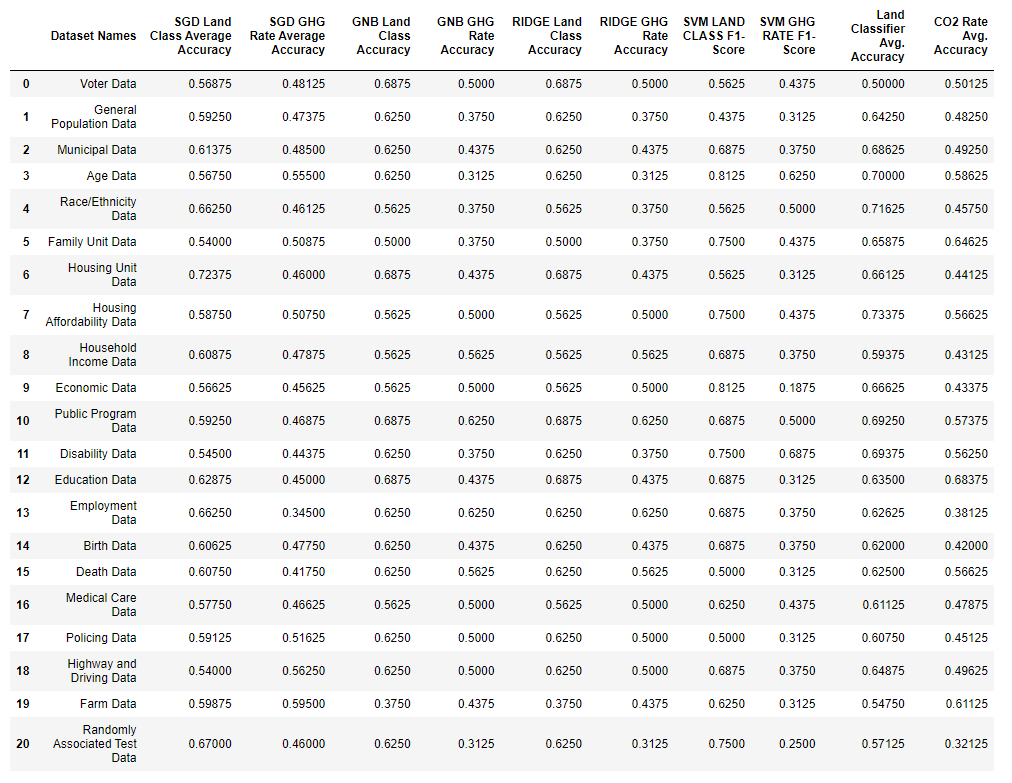 Dataset Names SGD Land Class Average Accuracy SGD GHG Rate Average Accuracy GNB Land Class Accuracy GNB GHG Rate Accuracy RIDGE Land Class Accuracy RIDGE GHG Rate Accuracy SVM LAND CLASS F1-Score SVM GHG RATE F1-Score Land Classifier Avg. Accuracy CO2 Rate Avg. Accuracy
0 Voter Data 0.56875 0.48125 0.6875 0.5000 0.6875 0.5000 0.5625 0.4375 0.50000 0.50125
1 General Population Data 0.59250 0.47375 0.6250 0.3750 0.6250 0.3750 0.4375 0.3125 0.64250 0.48250
2 Municipal Data 0.61375 0.48500 0.6250 0.4375 0.6250 0.4375 0.6875 0.3750 0.68625 0.49250
3 Age Data 0.56750 0.55500 0.6250 0.3125 0.6250 0.3125 0.8125 0.6250 0.70000 0.58625
4 Race/Ethnicity Data 0.66250 0.46125 0.5625 0.3750 0.5625 0.3750 0.5625 0.5000 0.71625 0.45750
5 Family Unit Data 0.54000 0.50875 0.5000 0.3750 0.5000 0.3750 0.7500 0.4375 0.65875 0.64625
6 Housing Unit Data 0.72375 0.46000 0.6875 0.4375 0.6875 0.4375 0.5625 0.3125 0.66125 0.44125
7 Housing Affordability Data 0.58750 0.50750 0.5625 0.5000 0.5625 0.5000 0.7500 0.4375 0.73375 0.56625
8 Household Income Data 0.60875 0.47875 0.5625 0.5625 0.5625 0.5625 0.6875 0.3750 0.59375 0.43125
9 Economic Data 0.56625 0.45625 0.5625 0.5000 0.5625 0.5000 0.8125 0.1875 0.66625 0.43375
10 Public Program Data 0.59250 0.46875 0.6875 0.6250 0.6875 0.6250 0.6875 0.5000 0.69250 0.57375
11 Disability Data 0.54500 0.44375 0.6250 0.3750 0.6250 0.3750 0.7500 0.6875 0.69375 0.56250
12 Education Data 0.62875 0.45000 0.6875 0.4375 0.6875 0.4375 0.6875 0.3125 0.63500 0.68375
13 Employment Data 0.66250 0.34500 0.6250 0.6250 0.6250 0.6250 0.6875 0.3750 0.62625 0.38125
14 Birth Data 0.60625 0.47750 0.6250 0.4375 0.6250 0.4375 0.6875 0.3750 0.62000 0.42000
15 Death Data 0.60750 0.41750 0.6250 0.5625 0.6250 0.5625 0.5000 0.3125 0.62500 0.56625
16 Medical Care Data 0.57750 0.46625 0.5625 0.5000 0.5625 0.5000 0.6250 0.4375 0.61125 0.47875
17 Policing Data 0.59125 0.51625 0.6250 0.5000 0.6250 0.5000 0.5000 0.3125 0.60750 0.45125
18 Highway and Driving Data 0.54000 0.56250 0.6250 0.5000 0.6250 0.5000 0.6875 0.3750 0.64875 0.49625
19 Farm Data 0.59875 0.59500 0.3750 0.4375 0.3750 0.4375 0.6250 0.3125 0.54750 0.61125
20 Randomly Associated Test Data 0.67000 0.46000 0.6250 0.3125 0.6250 0.3125 0.7500 0.2500 0.57125 0.32125